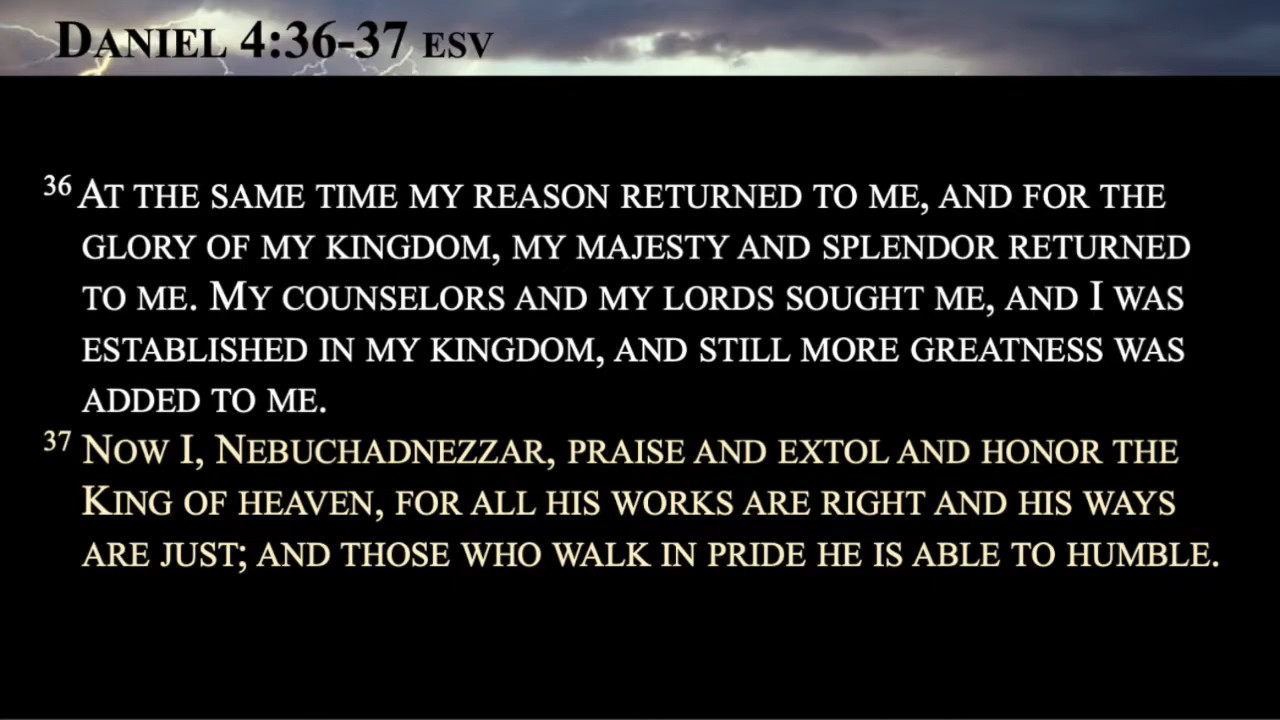 DANIEL 4:36-37 ESV
36 AT THE SAME TIME MY REASON RETURNED TO ME, AND FOR THE
GLORY OF MY KINGDOM, MY MAJESTY AND SPLENDOR RETURNED
TO ME. MY COUNSELORS AND MY LORDS SOUGHT ME, AND I WAS
ESTABLISHED IN MY KINGDOM, AND STILL MORE GREATNESS WAS
ADDED TO ME.
37 NOW I, NEBUCHADNEZZAR, PRAISE AND EXTOL AND HONOR THE
KING OF HEAVEN, FOR ALL HIS WORKS ARE RIGHT AND HIS WAYS
ARE JUST; AND THOSE WHO WALK IN PRIDE HE IS ABLE TO HUMBLE.